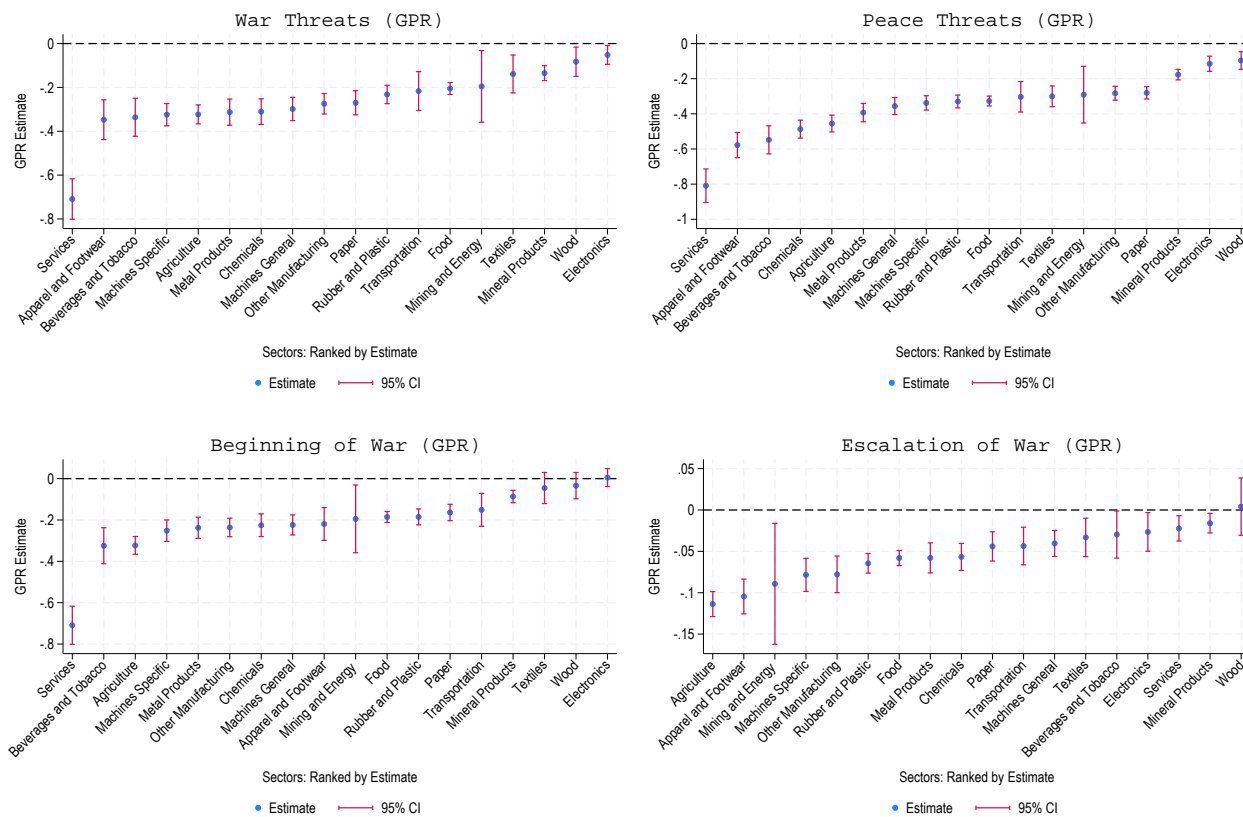 War Threats (GPR)
0
-.2
-.4
-.6
-.8
GPR Estimate
Services
Apparel and Footwear
Beverages and Tobacco
Machines Specific
Agriculture
Metal Products
Chemicals
Machines General
Other Manufacturing
Paper
Rubber and Plastic
Transportation
Food
Mining and Energy
Textiles
Mineral Products
Wood
Electronics
Sectors: Ranked by Estimate
Estimate 95% CI
Peace Threats (GPR)
0
-.2
-.4
-.6
-.8
-1
GPR Estimate
Services
Apparel and Footwear
Beverages and Tobacco
Chemicals
Agriculture
Metal Products
Machines General
Machines Specific
Rubber and Plastic
Food
Transportation
Textiles
Mining and Energy
Other Manufacturing
Paper
Mineral Products
Electronics
Wood
Sectors: Ranked by Estimate
Estimate 95% CI
Beginning of War (GPR)
0
-.2
-.4
-.6
-.8
GPR Estimate
Services
Beverages and Tobacco
Agriculture
Machines Specific
Metal Products
Other Manufacturing
Chemicals
Machines General
Apparel and Footwear
Mining and Energy
Food
Rubber and Plastic
Paper
Transportation
Mineral Products
Textiles
Wood
Electronics
Sectors: Ranked by Estimate
Estimate 95% CI
Escalation of War (GPR)
.05
0
-.05
-.1
-.15
GPR Estimate
Agriculture
Apparel and Footwear
Mining and Energy
Machines Specific
Other Manufacturing
Rubber and Plastic
Food
Metal Products
Chemicals
Paper
Transportation
Machines General
Textiles
Beverages and Tobacco
Electronics
Services
Mineral Products
Wood
Sectors: Ranked by Estimate
Estimate 95% CI